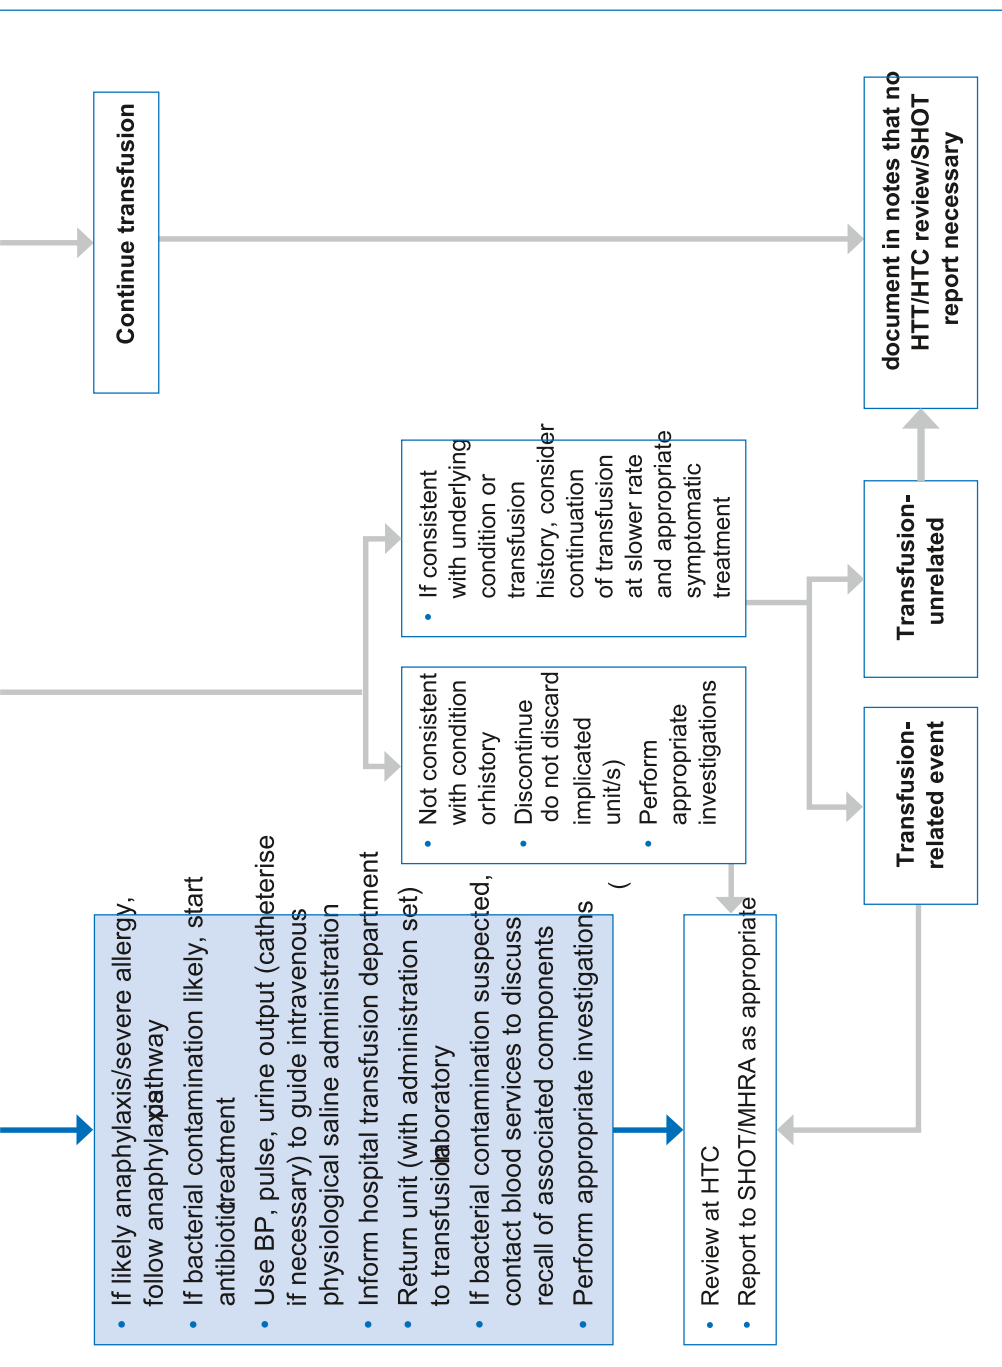 • If likely anaphylaxis/severe allergy,
follow anaphylaxis pathway
• If bacterial contamination likely, start
antibiotic treatment
• Use BP, pulse, urine output (catheterise
if necessary) to guide intravenous
physiological saline administration
• Inform hospital transfusion department
• Return unit (with administration set)
to transfusion laboratory
• If bacterial contamination suspected,
contact blood services to discuss
recall of associated components
• Perform appropriate investigations
(
• Not consistent
with condition
orhistory
• Discontinue
do not discard
implicated
unit/s)
• Perform
appropriate
investigations
• If consistent
with underlying
condition or
transfusion
history, consider
continuation
of transfusion
at slower rate
and appropriate
symptomatic
treatment
Continue transfusion
• Review at HTC
• Report to SHOT/MHRA as appropriate
Transfusion-
related event
Transfusion-
unrelated
document in notes that no
HTT/HTC review/SHOT
report necessary